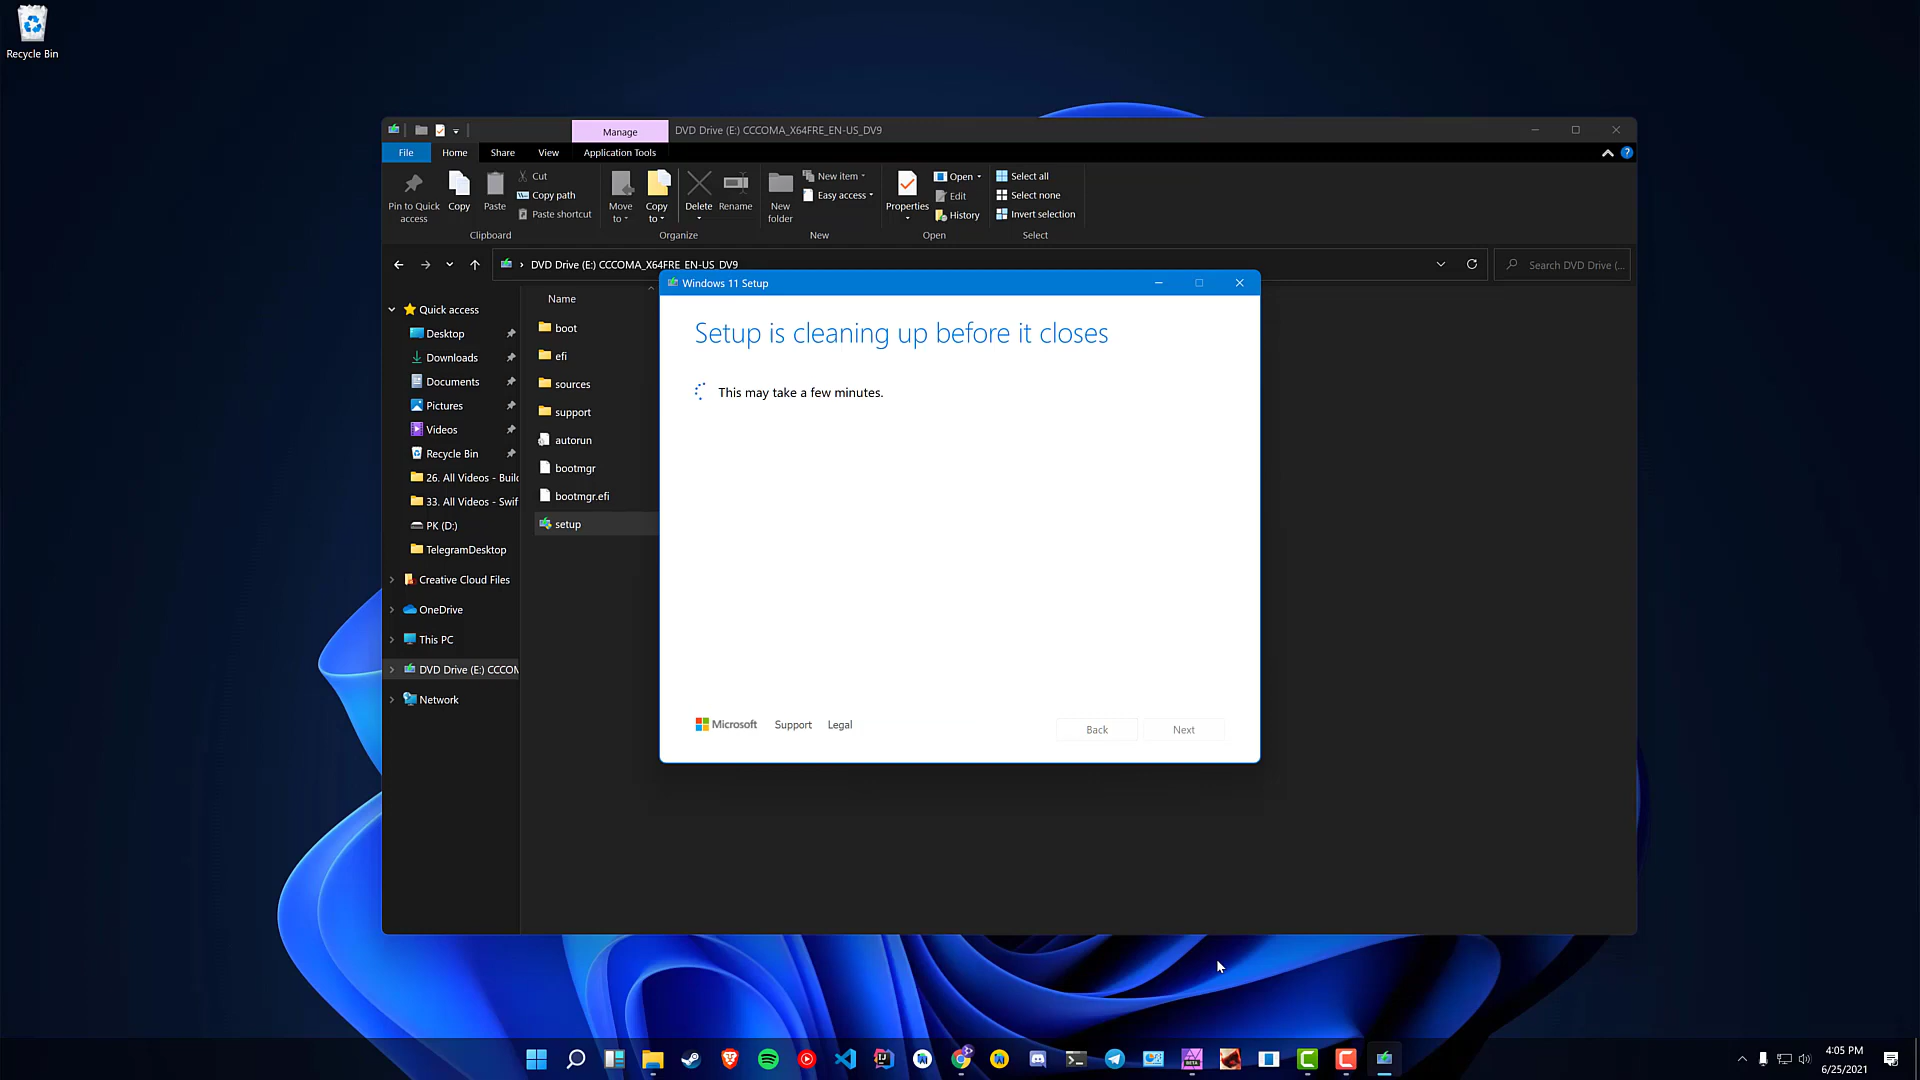 Recycle Bin
Manage
DVD Drive (E:) CCCOMA_X64FRE_EN-US_DV9
File
Home
Share
View
Application Tools
Pin to Quick access
Copy
Paste
Cut
Copy path
Paste shortcut
Clipboard
Move to
Copy to
Delete
Rename
Organize
New folder
New item
Easy access
New
Properties
Open
Edit
History
Open
Select all
Select none
Invert selection
Select
DVD Drive (E:) CCCOMA_X64FRE_EN-US_DV9
Search DVD Drive (...
Quick access
Desktop
Downloads
Documents
Pictures
Videos
Recycle Bin
26. All Videos - Buil
33. All Videos - Swif
PK (D:)
TelegramDesktop
Creative Cloud Files
OneDrive
This PC
DVD Drive (E:) CCCOM
Network
Name
boot
efi
sources
support
autorun
bootmgr
bootmgr.efi
setup
Windows 11 Setup
Setup is cleaning up before it closes
This may take a few minutes.
Microsoft
Support
Legal
Back
Next
4:05 PM
6/25/2021